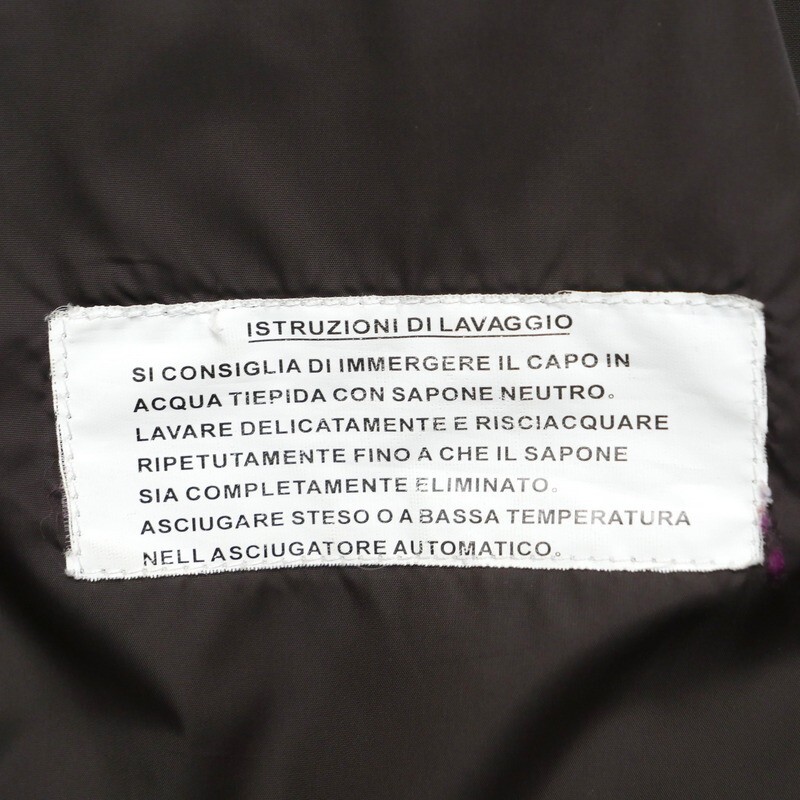 ISTRUZIONI DI LAVAGGIO
SI CONSIGLIA DI IMMERGERE IL CAPO IN
ACQUA TIEPIDA CON SAPONE NEUTRO。
LAVARE DELICATAMENTE E RISCIACQUARE
RIPETUTAMENTE FINO A CHE IL SAPONE
SIA COMPLETAMENTE ELIMINATO。
ASCIUGARE STESO O A BASSA TEMPERATURA
NELL ASCIUGATORE AUTOMATICO。